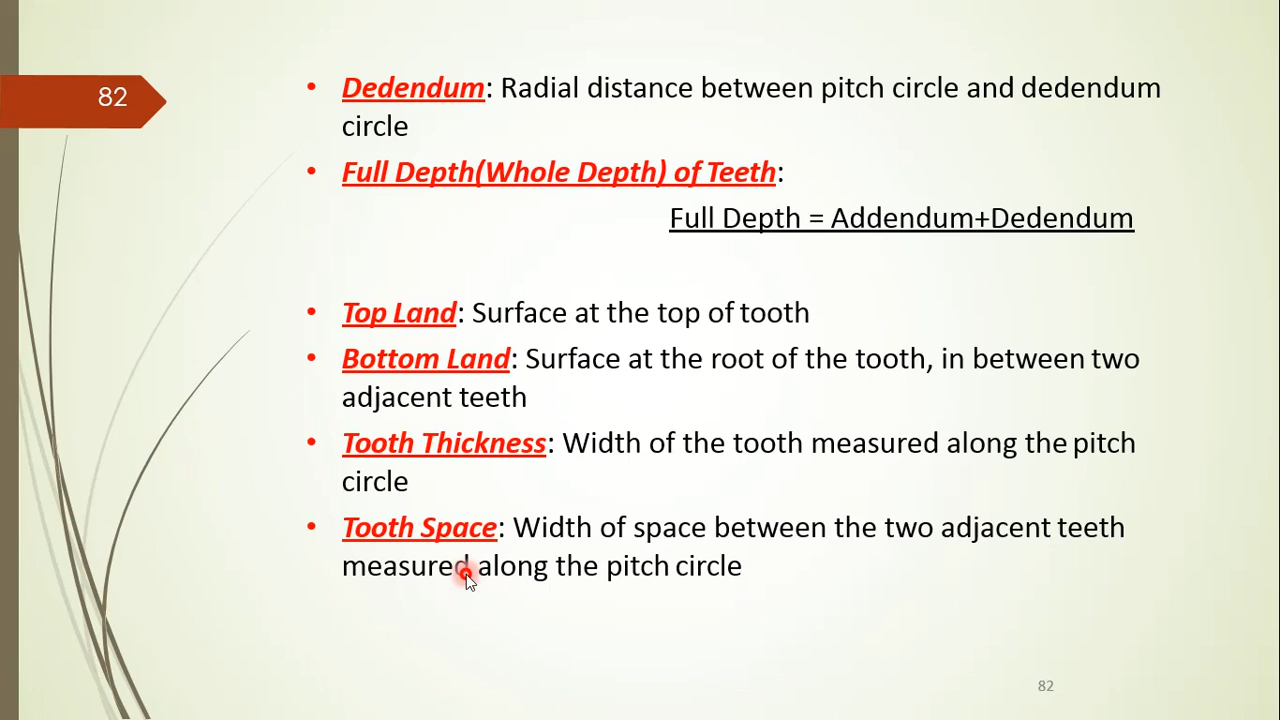 82
• Dedendum: Radial distance between pitch circle and dedendum
circle
• Full Depth(Whole Depth) of Teeth:
Full Depth = Addendum+Dedendum
• Top Land: Surface at the top of tooth
• Bottom Land: Surface at the root of the tooth, in between two
adjacent teeth
• Tooth Thickness: Width of the tooth measured along the pitch
circle
• Tooth Space: Width of space between the two adjacent teeth
measured along the pitch circle
82